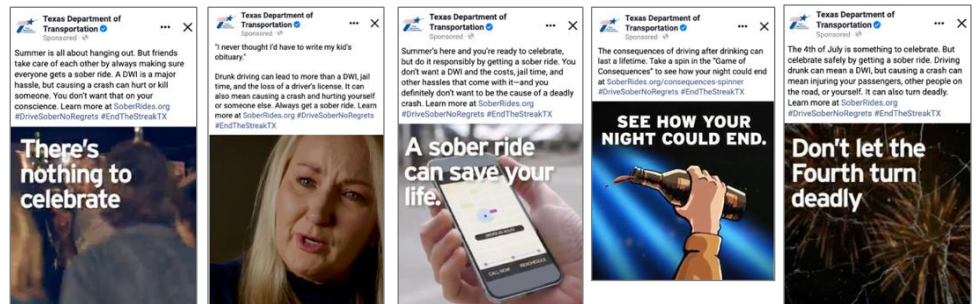 Texas Department of
Transportation
Sponsored
Summer is all about hanging out. But friends
take care of each other by always making sure
everyone gets a sober ride. A DWI is a major
hassle, but causing a crash can hurt or kill
someone. You don't want that on your
conscience. Learn more at SoberRides.org
#DriveSoberNoRegrets #EndTheStreakTX
There's
nothing to
celebrate
Texas Department of
Transportation
Sponsored
"I never thought I'd have to write my kid's
obituary."
Drunk driving can lead to more than a DWI, jail
time, and the loss of a driver's license. It can
also mean causing a crash and hurting yourself
or someone else. Always get a sober ride. Learn
more at SoberRides.org #DriveSoberNoRegrets
#EndTheStreakTX
Texas Department of
Transportation
Sponsored
Summer's here and you're ready to celebrate,
but do it responsibly by getting a sober ride. You
don't want a DWI and the costs, jail time, and
other hassles that come with it—and you
definitely don't want to be the cause of a deadly
crash. Learn more at SoberRides.org
#DriveSoberNoRegrets #EndTheStreakTX
A sober ride
can save your
life.
CALL NOW
Texas Department of
Transportation
Sponsored
The consequences of driving after drinking can
last a lifetime. Take a spin in the "Game of
Consequences" to see how your night could end
at SoberRides.org/consequences-spinner
#DriveSoberNoRegrets #EndTheStreakTX
SEE HOW YOUR
NIGHT COULD END.
Texas Department of
Transportation
Sponsored
The 4th of July is something to celebrate. But
celebrate safely by getting a sober ride. Driving
drunk can mean a DWI, but causing a crash can
mean injuring your passengers, other people on
the road, or yourself. It can also turn deadly.
Learn more at SoberRides.org
#DriveSoberNoRegrets #EndTheStreakTX
Don't let the
Fourth turn
deadly